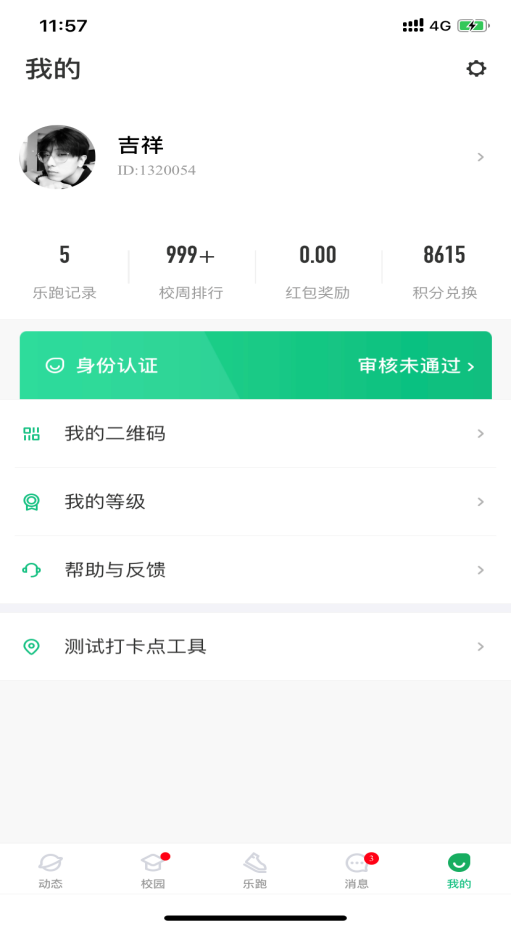 11:57 4G
我的
吉祥
ID:1320054
5 999+ 0.00 8615
乐跑记录 校周排行 红包奖励 积分兑换
身份认证 审核未通过
我的二维码
我的等级
帮助与反馈
测试打卡点工具
3
动态 校园 乐跑 消息 我的